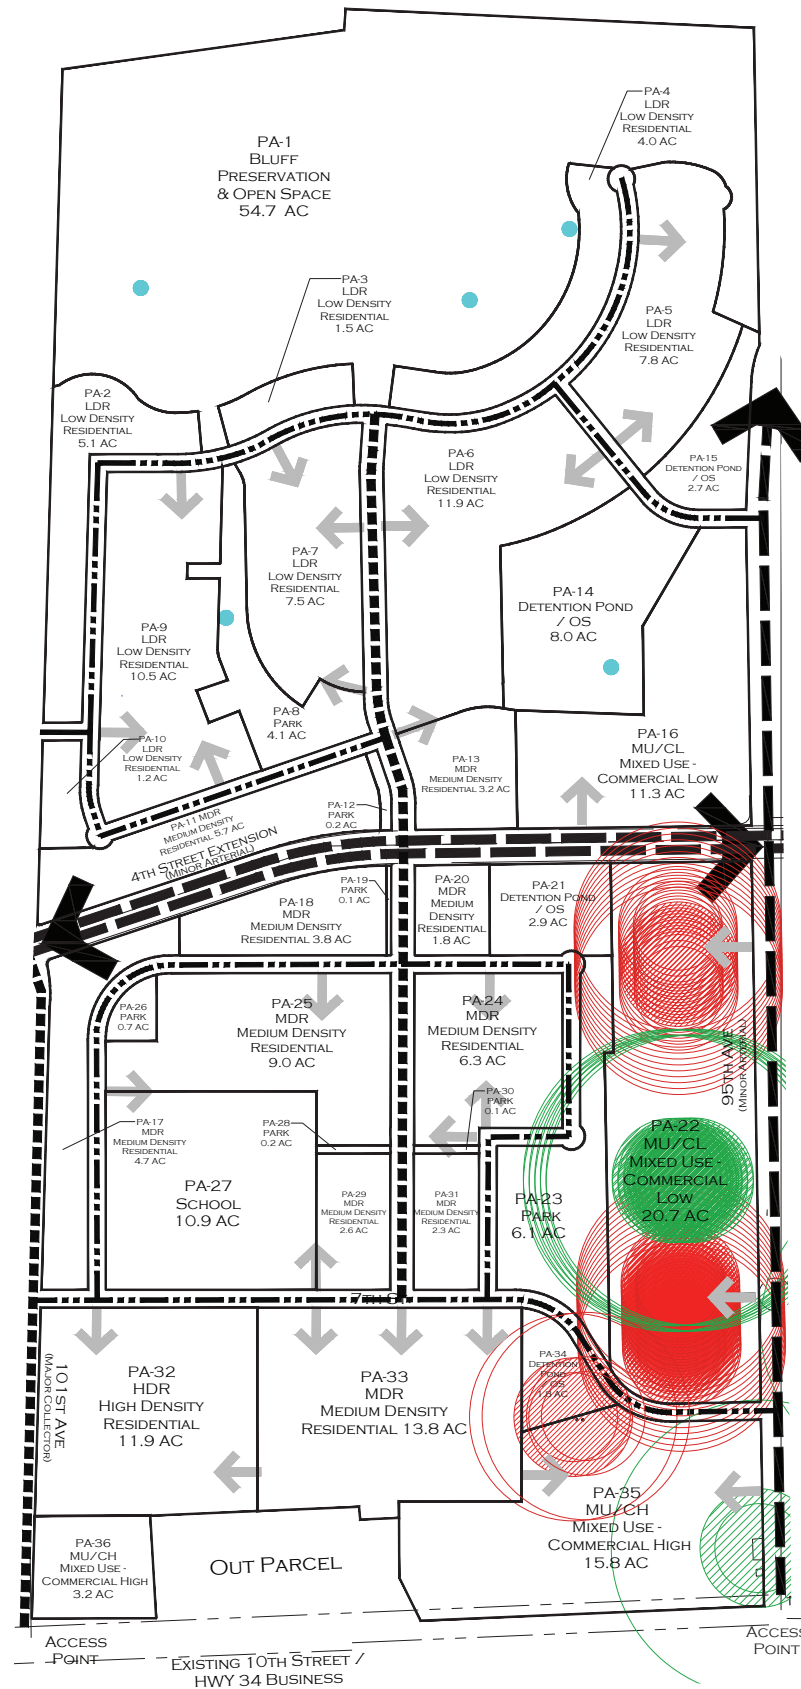 PA-4
LDR
Low Density
Residential
4.0 AC
PA-1
Bluff
Preservation
& Open Space
54.7 AC
PA-3
LDR
Low Density
Residential
1.5 AC
PA-5
LDR
Low Density
Residential
7.8 AC
PA-2
LDR
Low Density
Residential
5.1 AC
PA-6
LDR
Low Density
Residential
11.9 AC
PA-15
Detention Pond
/ OS
2.7 AC
PA-7
LDR
Low Density
Residential
7.5 AC
PA-14
Detention Pond
/ OS
8.0 AC
PA-9
LDR
Low Density
Residential
10.5 AC
PA-8
Park
4.1 AC
PA-10
LDR
Low Density
Residential
1.2 AC
PA-16
MU/CL
Mixed Use -
Commercial Low
11.3 AC
PA-13
MDR
Medium Density
Residential 3.2 AC
PA-11 MDR
Medium Density
Residential 5.7 AC
PA-12
Park
0.2 AC
4th Street Extension
(Minor Arterial)
PA-18
MDR
Medium Density
Residential 3.8 AC
PA-19
Park
0.1 AC
PA-20
MDR
Medium
Density
Residential
1.8 AC
PA-21
Detention Pond
/ OS
2.9 AC
PA-26
Park
0.7 AC
PA-25
MDR
Medium Density
Residential
9.0 AC
PA-24
MDR
Medium Density
Residential
6.3 AC
95th Ave
(Minor Arterial)
PA-30
Park
0.1 AC
PA-17
MDR
Medium Density
Residential
4.7 AC
PA-28
Park
0.2 AC
PA-22
MU/CL
Mixed Use -
Commercial
Low
20.7 AC
PA-27
School
10.9 AC
PA-29
MDR
Medium Density
Residential
2.6 AC
PA-31
MDR
Medium Density
Residential
2.3 AC
PA-23
Park
6.1 AC
7th St
101st Ave
(Major Collector)
PA-32
HDR
High Density
Residential
11.9 AC
PA-33
MDR
Medium Density
Residential 13.8 AC
PA-34
Detention
Pond
/ OS
1.8 AC
PA-35
MU/CH
Mixed Use -
Commercial High
15.8 AC
PA-36
MU/CH
Mixed Use -
Commercial High
3.2 AC
Out Parcel
Access
Point
Existing 10th Street /
HWY 34 Business
Access
Point